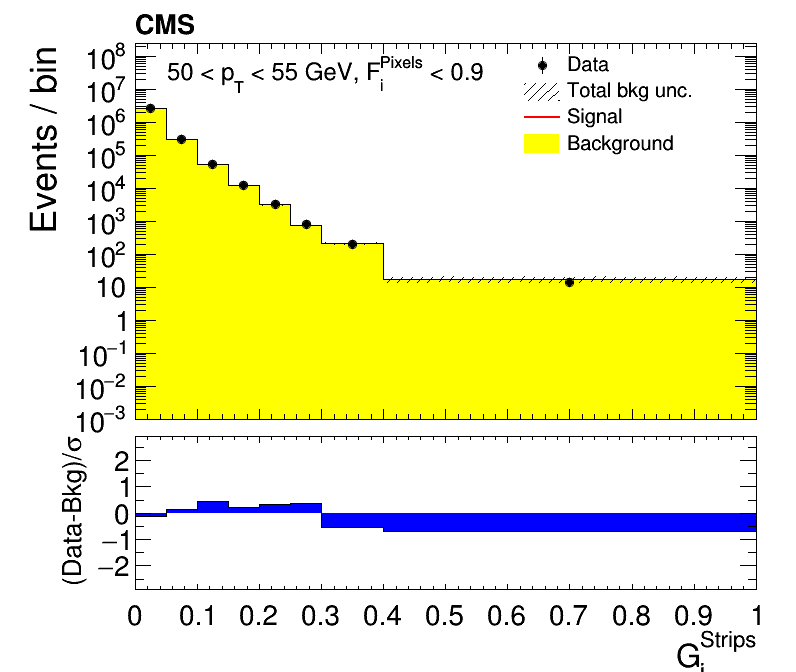 CMS
50 < p_T < 55 GeV, F_i^Pixels < 0.9
Data
Total bkg unc.
Signal
Background
Events / bin
10^8
10^7
10^6
10^5
10^4
10^3
10^2
10
1
10^−1
10^−2
10^−3
(Data-Bkg)/σ
2
1
0
−1
−2
0 0.1 0.2 0.3 0.4 0.5 0.6 0.7 0.8 0.9 1
G_i^Strips